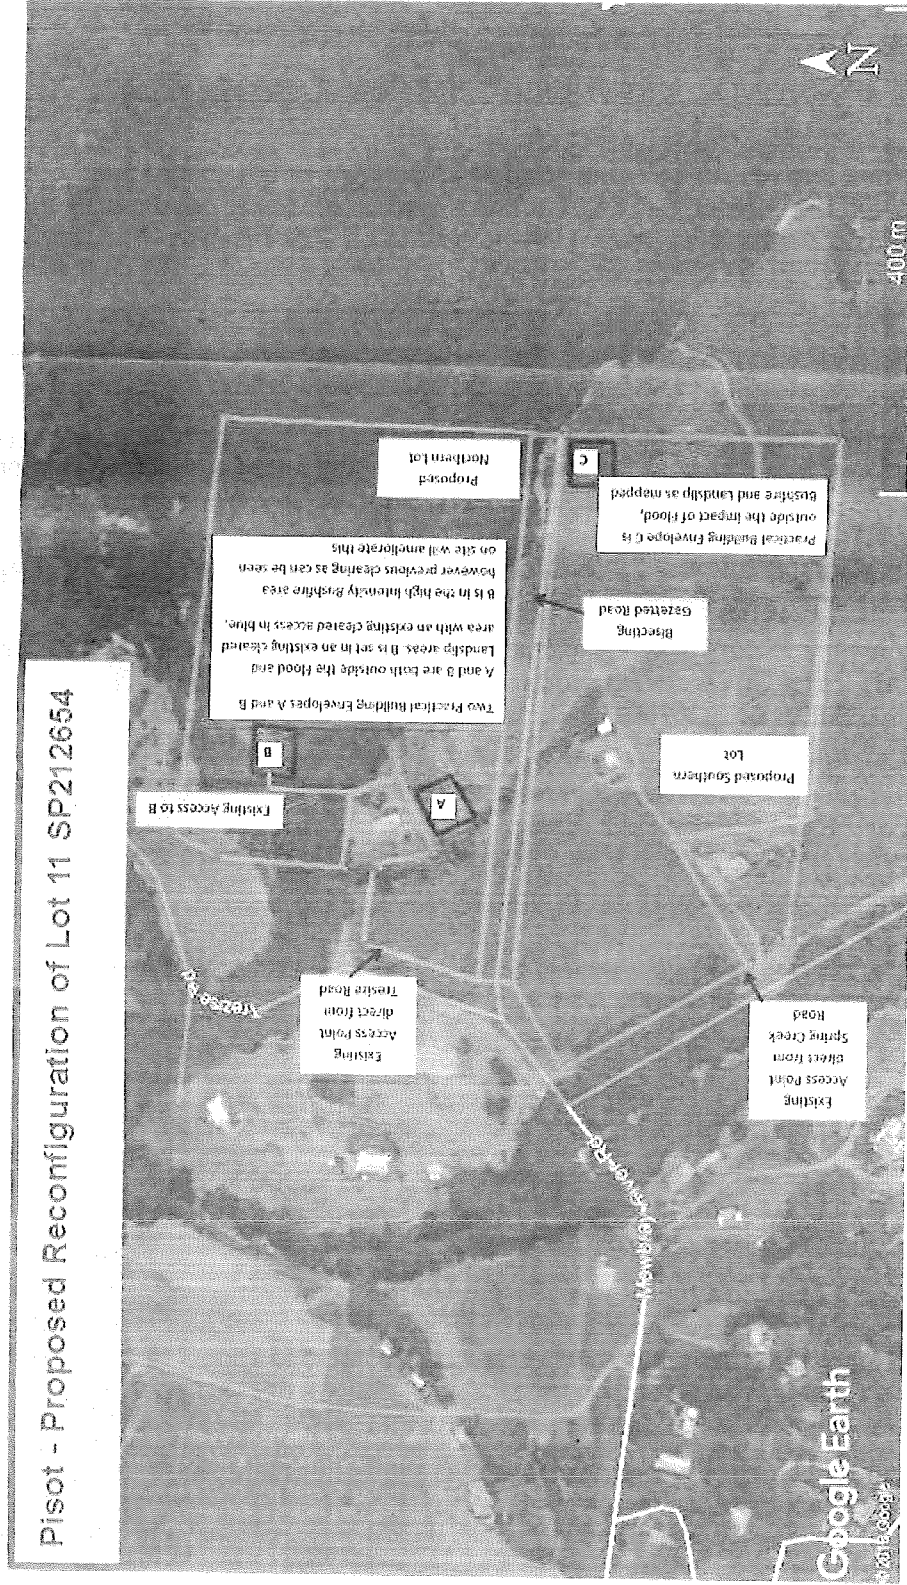 Pisot - Proposed Reconfiguration of Lot 11 SP212654
N
Proposed
Northern Lot
C
Practical Building Envelope C is
outside the impact of Flood,
Bushfire and Landslip as mapped
Two Practical Building Envelopes A and B
A and B are both outside the Flood and
Landslip areas. B is set in an existing cleared
area with an existing cleared access in blue.
B is in the high intensity Bushfire area
however previous clearing as can be seen
on site will ameliorate this
Bisecting
Gazetted Road
B
Existing Access to B
A
Proposed Southern
Lot
Existing
Access Point
direct from
Tresize Road
Existing
Access Point
direct from
Spring Creek
Road
Mowbray River Rd
400 m
Google Earth